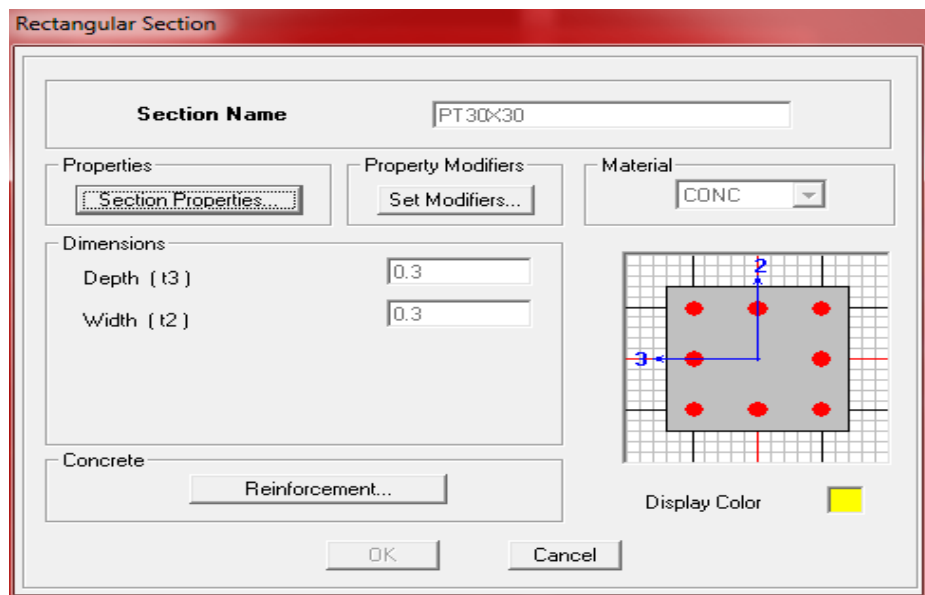 Rectangular Section
Section Name PT30X30
Properties Property Modifiers Material
Section Properties... Set Modifiers... CONC
Dimensions
Depth ( t3 ) 0.3
Width ( t2 ) 0.3
2
3
Concrete
Reinforcement...
Display Color
OK Cancel